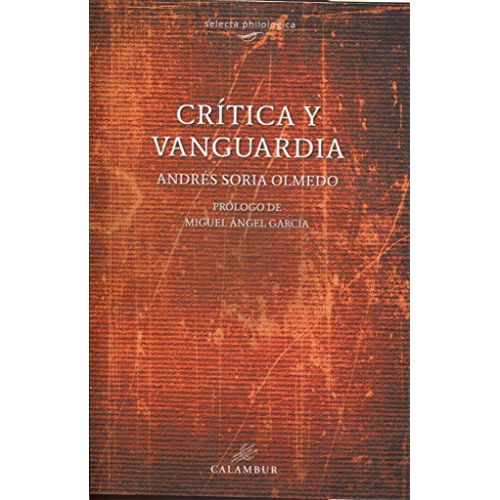 selecta philologica
CRÍTICA Y
VANGUARDIA
ANDRÉS SORIA OLMEDO
PRÓLOGO DE
MIGUEL ÁNGEL GARCÍA
CALAMBUR